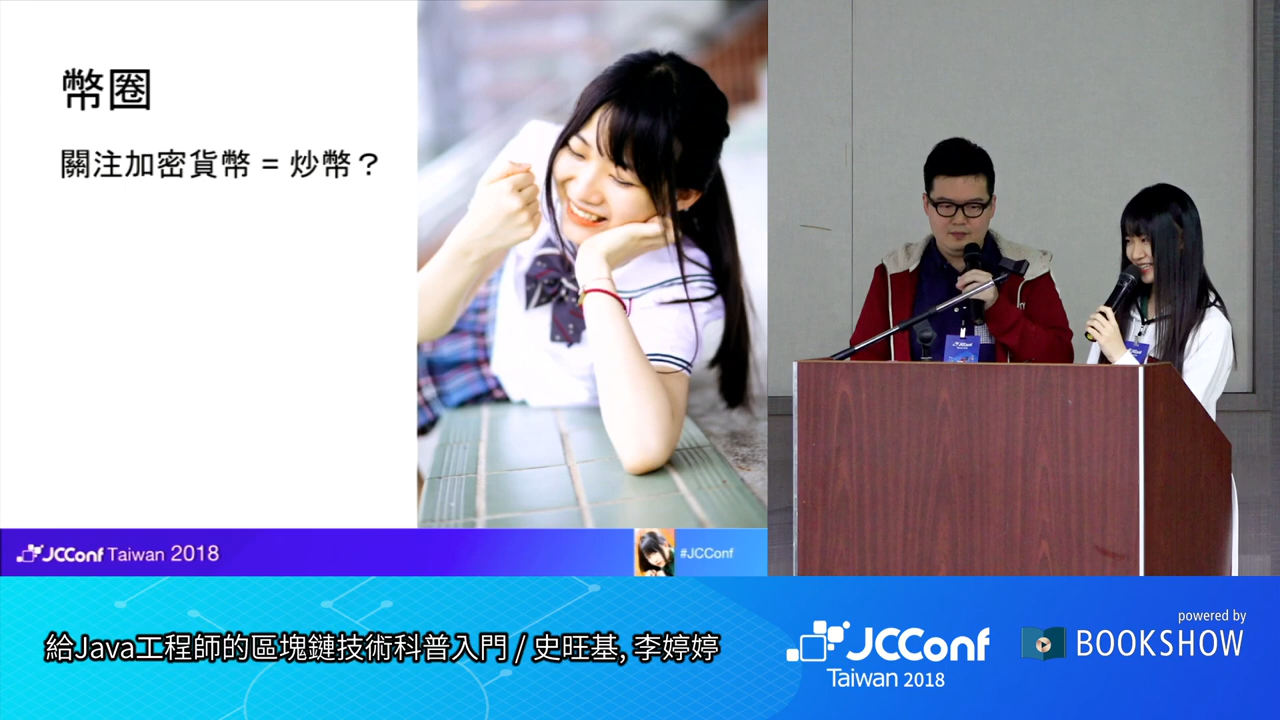 幣圈
關注加密貨幣 = 炒幣？
JCConf Taiwan 2018
#JCConf
JCConf
給Java工程師的區塊鏈技術科普入門 / 史旺基, 李婷婷
JCConf
Taiwan 2018
powered by
BOOKSHOW